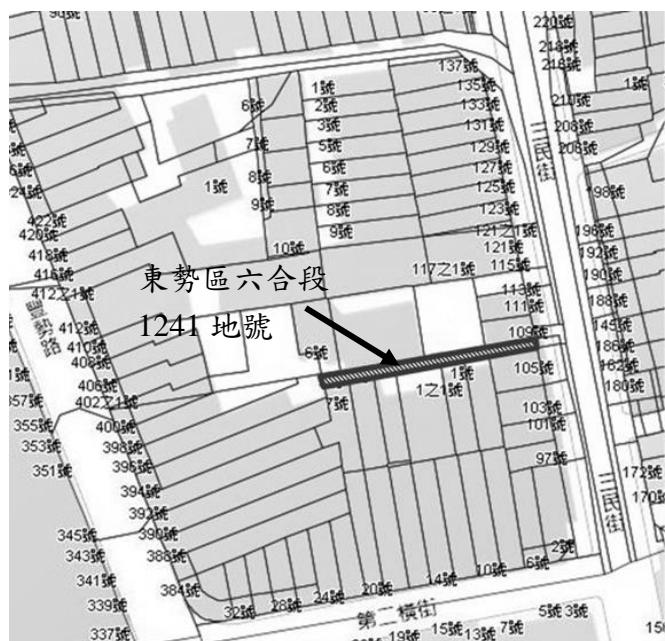 220號
218號
218號
137號
135號
133號
131號
129號
127號
125號
123號
121之1號
121號
115號
117之1號
113號
111號
109號
105號
103號
101號
97號
1號
2號
3號
5號
6號
7號
8號
9號
6號
7號
8號
9號
1號
10號
三民街
1號
210號
208號
208號
198號
196號
192號
190號
188號
145號
186號
182號
180號
172號
170號
三民街
422號
420號
418號
416號
412之1號
豐勢路
412號
410號
408號
406號
402之1號
400號
398號
396號
394號
392號
390號
388號
384號
357號
355號
353號
351號
345號
343號
341號
339號
337號
東勢區六合段
1241 地號
6號
7號
1號
1之1號
32號
28號
24號
20號
14號
10號
6號
2號
第二橫街
19號
15號
13號
7號
5號
3號